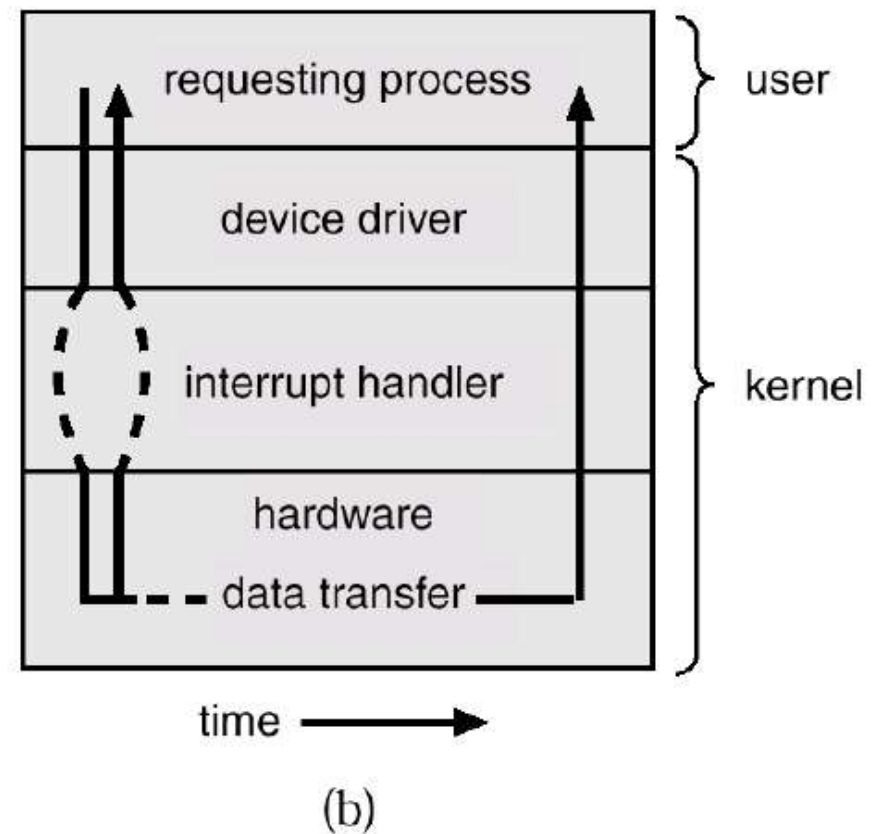 requesting process
user
device driver
interrupt handler
kernel
hardware
data transfer
time
(b)